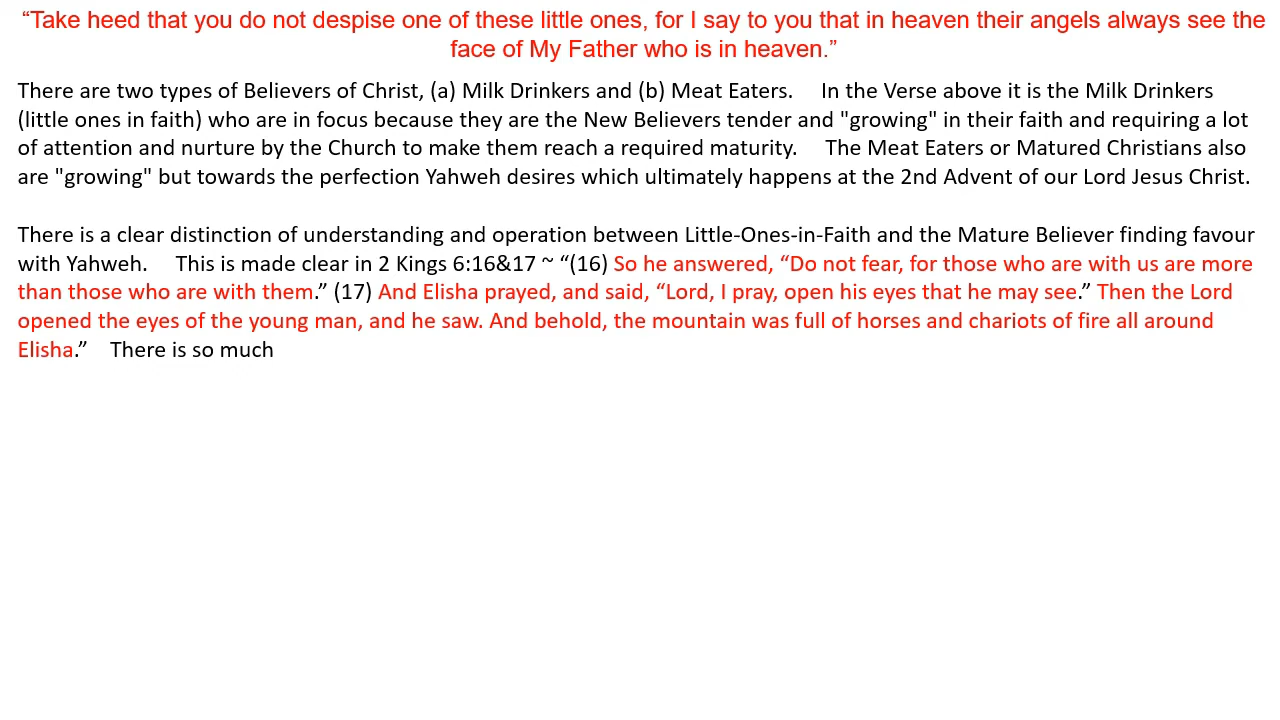 “Take heed that you do not despise one of these little ones, for I say to you that in heaven their angels always see the
face of My Father who is in heaven.”
There are two types of Believers of Christ, (a) Milk Drinkers and (b) Meat Eaters. In the Verse above it is the Milk Drinkers
(little ones in faith) who are in focus because they are the New Believers tender and "growing" in their faith and requiring a lot
of attention and nurture by the Church to make them reach a required maturity. The Meat Eaters or Matured Christians also
are "growing" but towards the perfection Yahweh desires which ultimately happens at the 2nd Advent of our Lord Jesus Christ.
There is a clear distinction of understanding and operation between Little-Ones-in-Faith and the Mature Believer finding favour
with Yahweh. This is made clear in 2 Kings 6:16&17 ~ “(16) So he answered, “Do not fear, for those who are with us are more
than those who are with them.” (17) And Elisha prayed, and said, “Lord, I pray, open his eyes that he may see.” Then the Lord
opened the eyes of the young man, and he saw. And behold, the mountain was full of horses and chariots of fire all around
Elisha.” There is so much